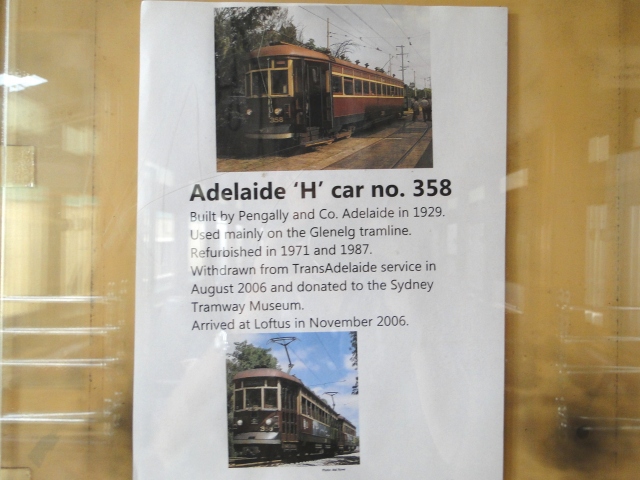 358
Adelaide ‘H’ car no. 358
Built by Pengally and Co. Adelaide in 1929.
Used mainly on the Glenelg tramline.
Refurbished in 1971 and 1987.
Withdrawn from TransAdelaide service in
August 2006 and donated to the Sydney
Tramway Museum.
Arrived at Loftus in November 2006.